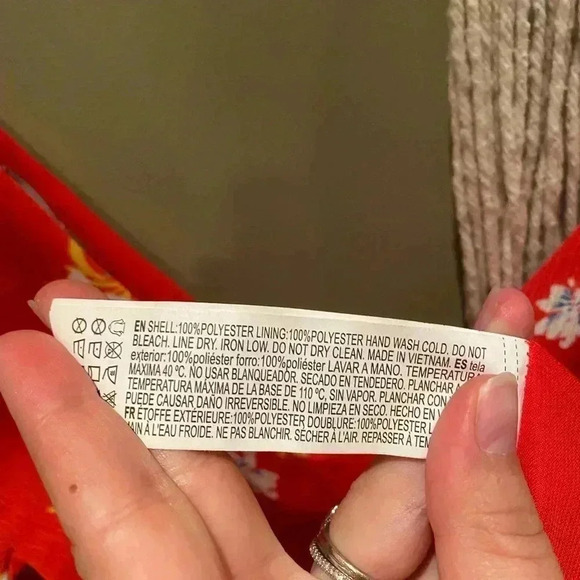 EN SHELL:100%POLYESTER LINING:100%POLYESTER HAND WASH COLD. DO NOT
BLEACH. LINE DRY. IRON LOW. DO NOT DRY CLEAN. MADE IN VIETNAM. ES tela
exterior:100%poliéster forro:100%poliéster LAVAR A MANO. TEMPERATURA
MÁXIMA 40 ºC. NO USAR BLANQUEADOR. SECADO EN TENDEDERO. PLANCHAR
TEMPERATURA MÁXIMA DE LA BASE DE 110 ºC, SIN VAPOR. PLANCHAR CON
PUEDE CAUSAR DAÑO IRREVERSIBLE. NO LIMPIEZA EN SECO. HECHO EN
FR ÉTOFFE EXTÉRIEURE:100%POLYESTER DOUBLURE:100%POLYESTER
MAIN À L'EAU FROIDE. NE PAS BLANCHIR. SÉCHER À L'AIR. REPASSER À